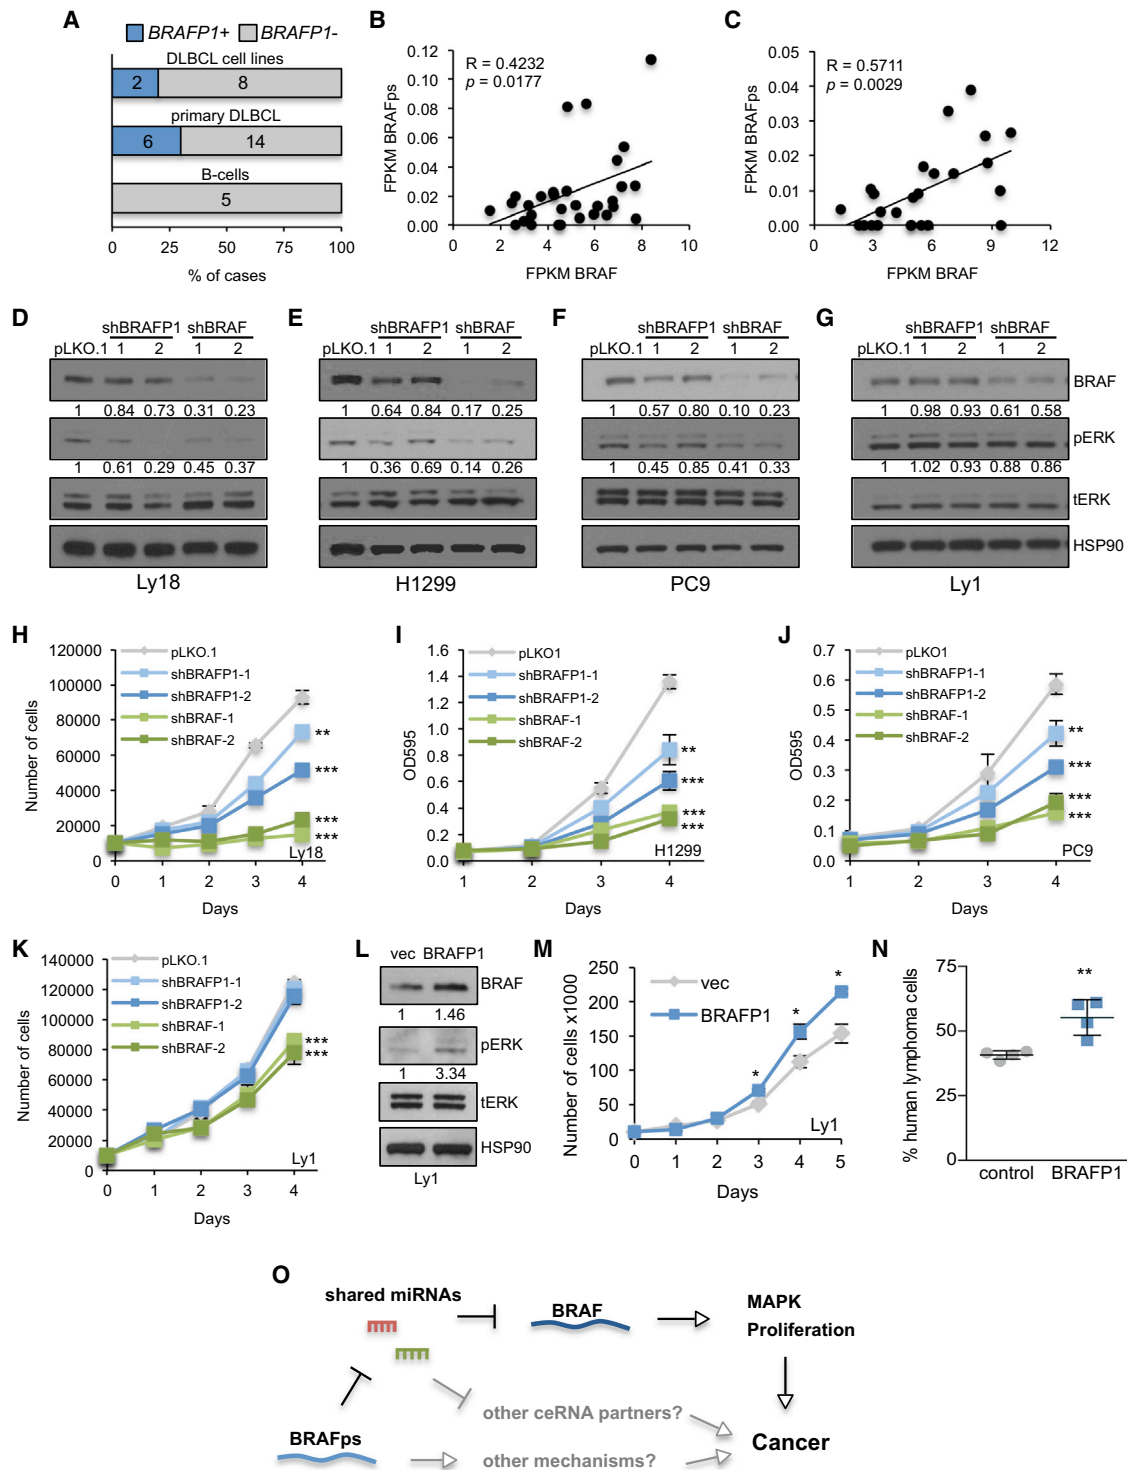 A
BRAFP1+ BRAFP1-
DLBCL cell lines
2 8
primary DLBCL
6 14
B-cells
5
0 25 50 75 100
% of cases
B
R = 0.4232
p = 0.0177
FPKM BRAFps
0.12
0.10
0.08
0.06
0.04
0.02
0.00
0 2 4 6 8 10
FPKM BRAF
C
R = 0.5711
p = 0.0029
FPKM BRAFps
0.05
0.04
0.03
0.02
0.01
0.00
0 3 6 9 12
FPKM BRAF
D
shBRAFP1 shBRAF
pLKO.1 1 2 1 2
1 0.84 0.73 0.31 0.23
1 0.61 0.29 0.45 0.37
Ly18
E
shBRAFP1 shBRAF
pLKO.1 1 2 1 2
1 0.64 0.84 0.17 0.25
1 0.36 0.69 0.14 0.26
H1299
F
shBRAFP1 shBRAF
pLKO.1 1 2 1 2
1 0.57 0.80 0.10 0.23
1 0.45 0.85 0.41 0.33
PC9
G
shBRAFP1 shBRAF
pLKO.1 1 2 1 2
BRAF
1 0.98 0.93 0.61 0.58
pERK
1 1.02 0.93 0.88 0.86
tERK
HSP90
Ly1
H
Number of cells
120000
100000
80000
60000
40000
20000
0
pLKO.1
shBRAFP1-1
shBRAFP1-2
shBRAF-1
shBRAF-2
**
***
***
***
Ly18
0 1 2 3 4
Days
I
OD595
1.6
1.4
1.2
1.0
0.8
0.6
0.4
0.2
0.0
pLKO1
shBRAFP1-1
shBRAFP1-2
shBRAF-1
shBRAF-2
**
***
***
***
H1299
1 2 3 4
Days
J
OD595
0.7
0.6
0.5
0.4
0.3
0.2
0.1
0.0
pLKO1
shBRAFP1-1
shBRAFP1-2
shBRAF-1
shBRAF-2
**
***
***
***
PC9
1 2 3 4
Days
K
Number of cells
140000
120000
100000
80000
60000
40000
20000
0
pLKO.1
shBRAFP1-1
shBRAFP1-2
shBRAF-1
shBRAF-2
***
***
Ly1
0 1 2 3 4
Days
L
vec BRAFP1
BRAF
1 1.46
pERK
1 3.34
tERK
HSP90
Ly1
M
Number of cells x1000
250
200
150
100
50
0
vec
BRAFP1
*
*
*
Ly1
0 1 2 3 4 5
Days
N
% human lymphoma cells
75
50
25
0
**
control BRAFP1
O
shared miRNAs
BRAF
MAPK
Proliferation
other ceRNA partners?
BRAFps
other mechanisms?
Cancer